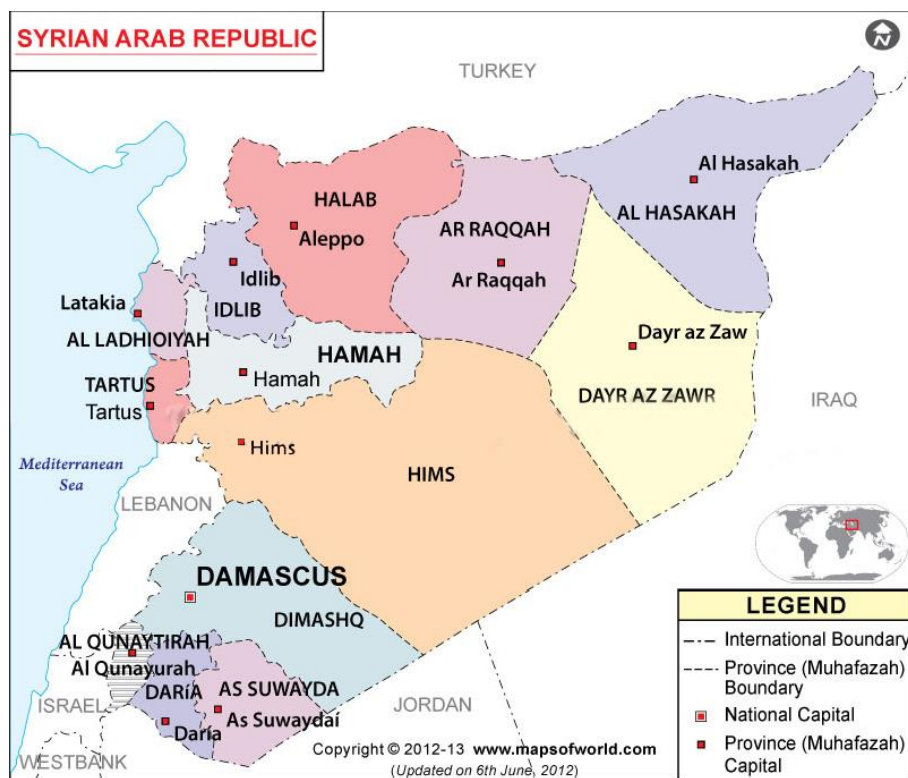 SYRIAN ARAB REPUBLIC
N
TURKEY
Al Hasakah
AL HASAKAH
HALAB
Aleppo
AR RAQQAH
Ar Raqqah
Idlib
IDLIB
Latakia
AL LADHIOIYAH
HAMAH
Hamah
Dayr az Zaw
DAYR AZ ZAWR
TARTUS
Tartus
IRAQ
Hims
HIMS
Mediterranean
Sea
LEBANON
DAMASCUS
DIMASHQ
AL QUNAYTIRAH
Al Qunayurah
ISRAEL
DARíA
Daría
AS SUWAYDA
As Suwaydaí
JORDAN
WESTBANK
LEGEND
International Boundary
Province (Muhafazah)
Boundary
National Capital
Province (Muhafazah)
Capital
Copyright © 2012-13 www.mapsofworld.com
(Updated on 6th June, 2012)